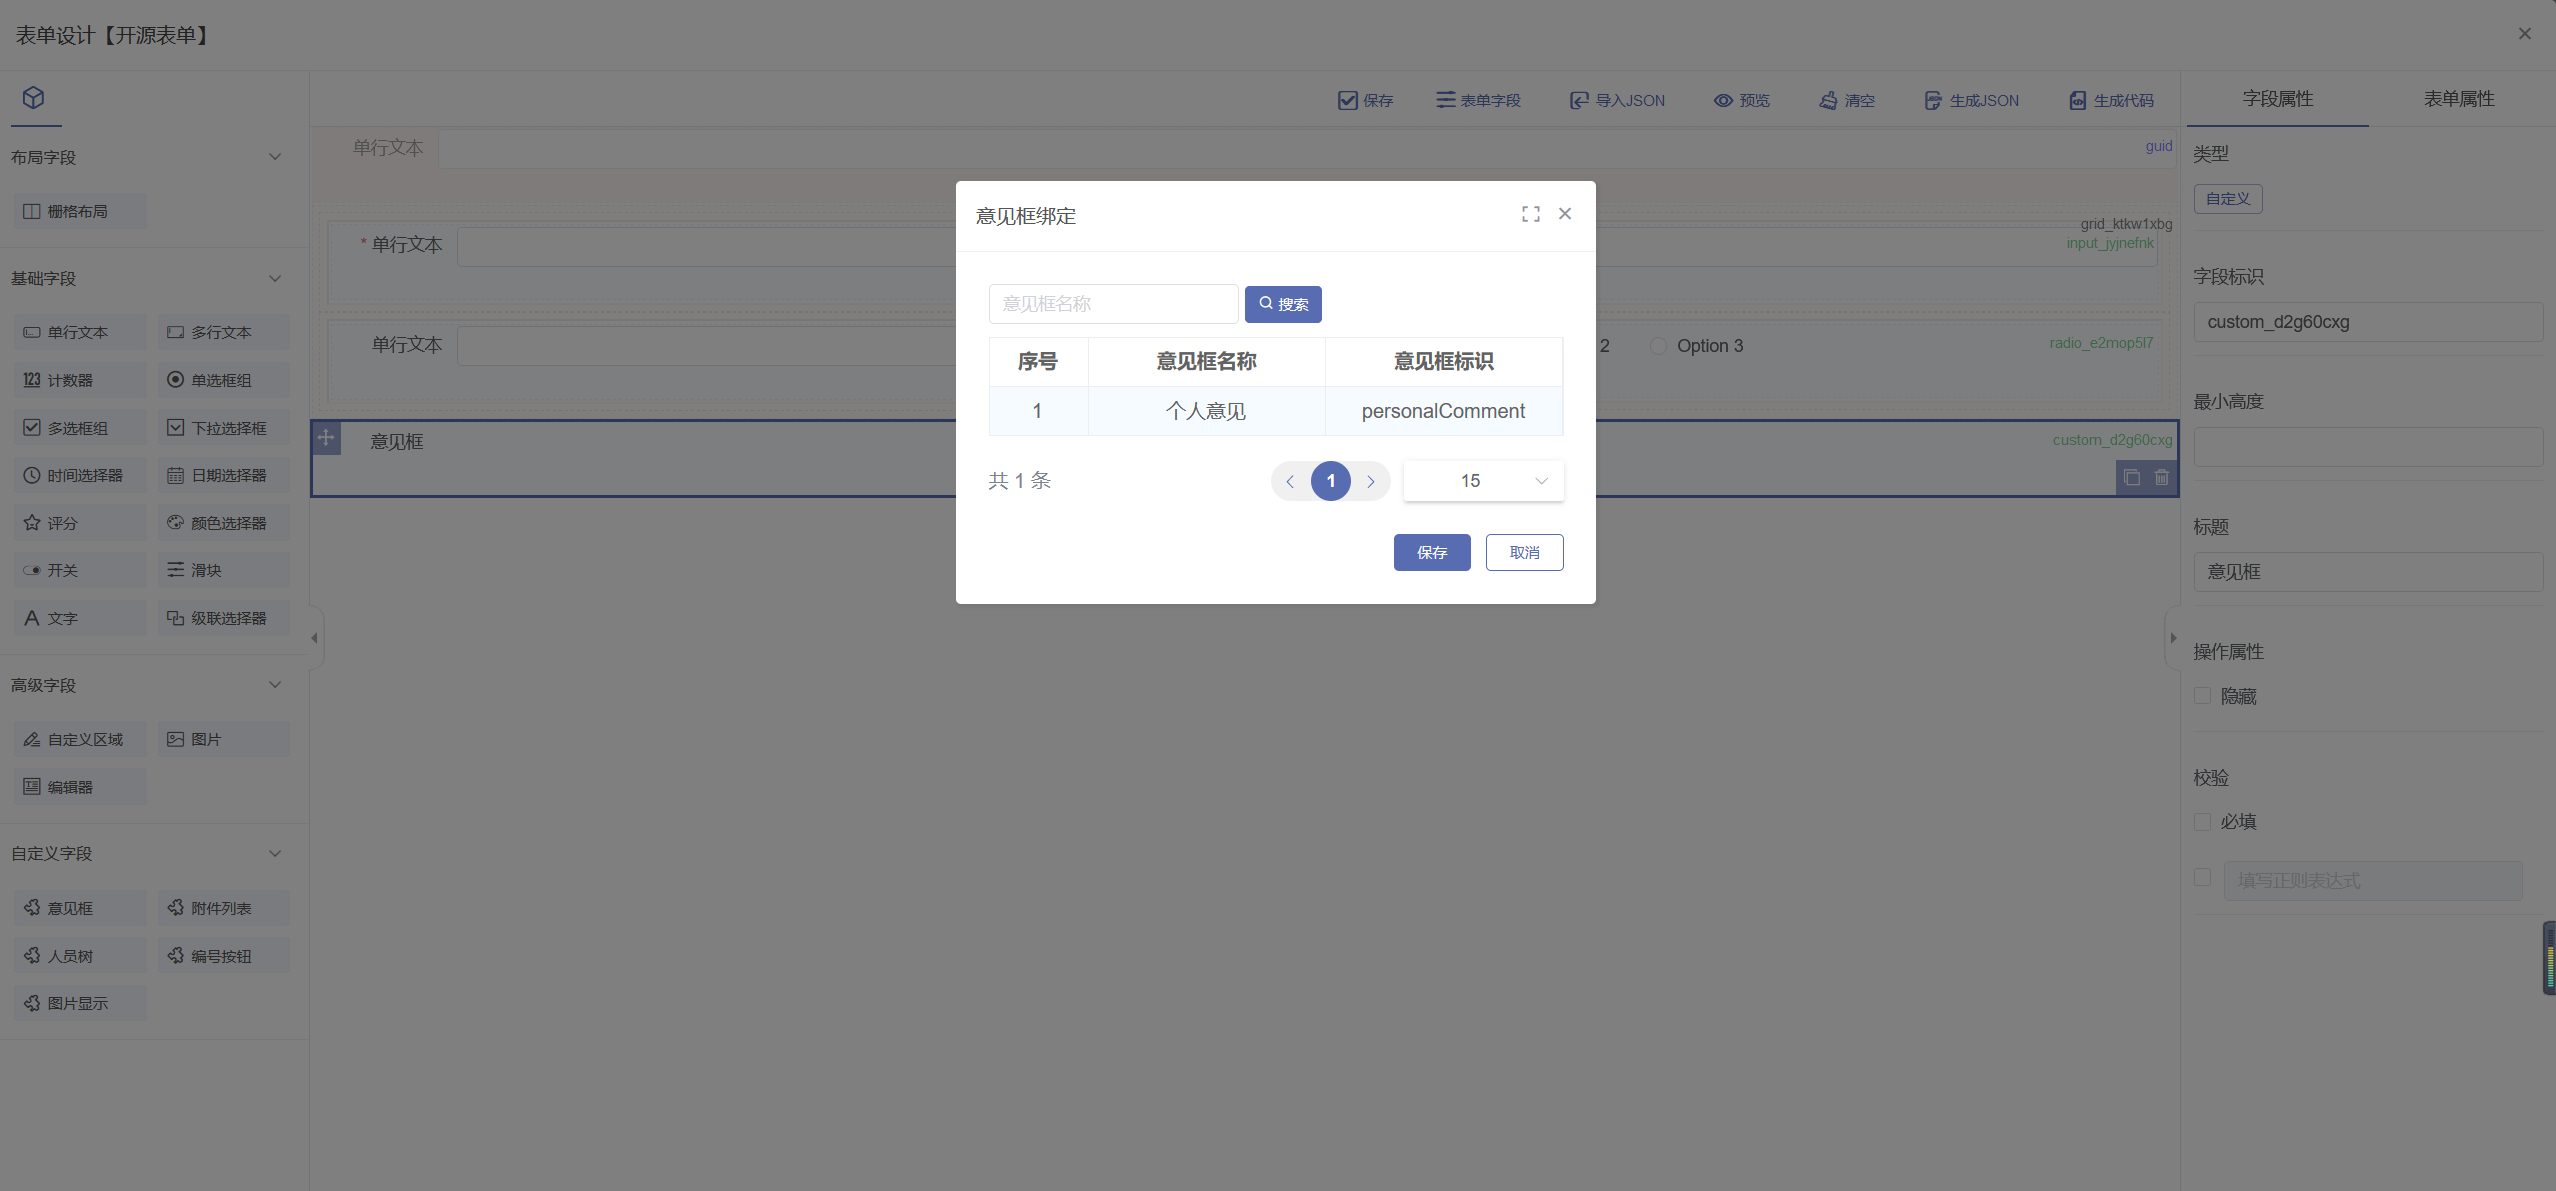 表单设计【开源表单】
保存 表单字段 导入JSON 预览 清空 生成JSON 生成代码
字段属性 表单属性
布局字段
栅格布局
基础字段
单行文本 多行文本
计数器 单选框组
多选框组 下拉选择框
时间选择器 日期选择器
评分 颜色选择器
开关 滑块
文字 级联选择器
高级字段
自定义区域 图片
编辑器
自定义字段
意见框 附件列表
人员树 编号按钮
图片显示
单行文本 guid
grid_ktkw1xbg
* 单行文本 input_jyjnefnk
单行文本 2 Option 3 radio_e2mop5l7
意见框 custom_d2g60cxg
意见框绑定
意见框名称 搜索
序号 意见框名称 意见框标识
1 个人意见 personalComment
共 1 条 1 15
保存 取消
类型
自定义
字段标识
custom_d2g60cxg
最小高度
标题
意见框
操作属性
隐藏
校验
必填
填写正则表达式